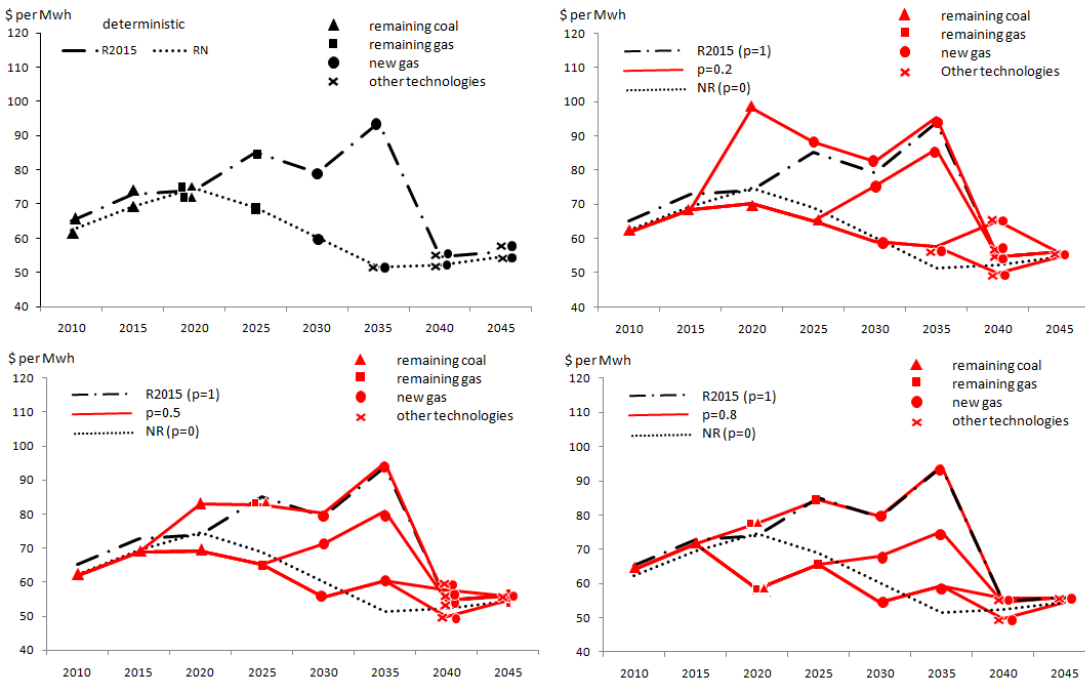 $ per Mwh
deterministic
R2015
RN
remaining coal
remaining gas
new gas
other technologies
120
110
100
90
80
70
60
50
40
2010 2015 2020 2025 2030 2035 2040 2045
$ per Mwh
R2015 (p=1)
p=0.2
NR (p=0)
remaining coal
remaining gas
new gas
Other technologies
120
110
100
90
80
70
60
50
40
2010 2015 2020 2025 2030 2035 2040 2045
$ per Mwh
R2015 (p=1)
p=0.5
NR (p=0)
remaining coal
remaining gas
new gas
other technologies
120
110
100
90
80
70
60
50
40
2010 2015 2020 2025 2030 2035 2040 2045
$ per Mwh
R2015 (p=1)
p=0.8
NR (p=0)
remaining coal
remaining gas
new gas
other technologies
120
110
100
90
80
70
60
50
40
2010 2015 2020 2025 2030 2035 2040 2045